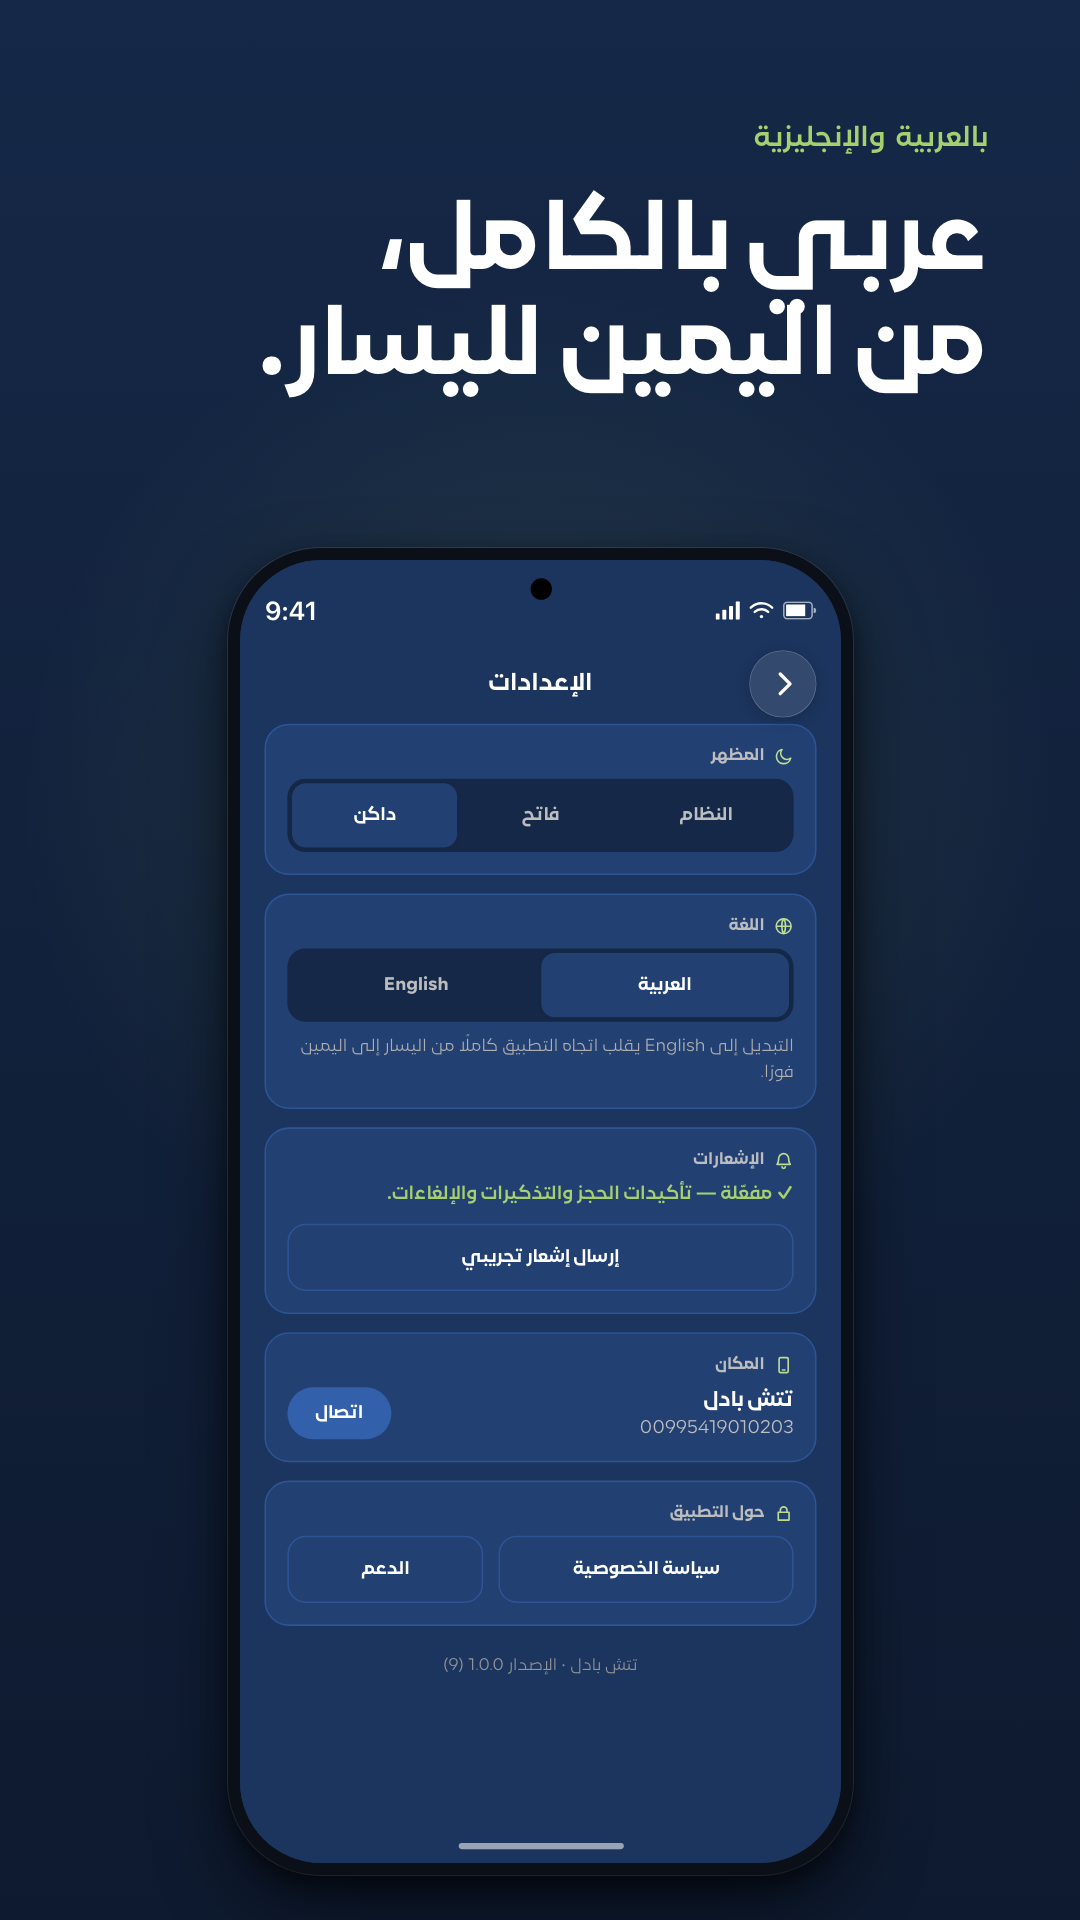 بالعربية والإنجليزية
عربي بالكامل،
من اليمين لليسار.
9:41
الإعدادات
المظهر
النظام
فاتح
داكن
اللغة
العربية
English
التبديل إلى English يقلب اتجاه التطبيق كاملًا من اليسار إلى اليمين
فورًا.
الإشعارات
✓ مفعّلة — تأكيدات الحجز والتذكيرات والإلغاءات.
إرسال إشعار تجريبي
المكان
تتش بادل
00995419010203
اتصال
حول التطبيق
سياسة الخصوصية
الدعم
تتش بادل · الإصدار 1.0.0 (9)